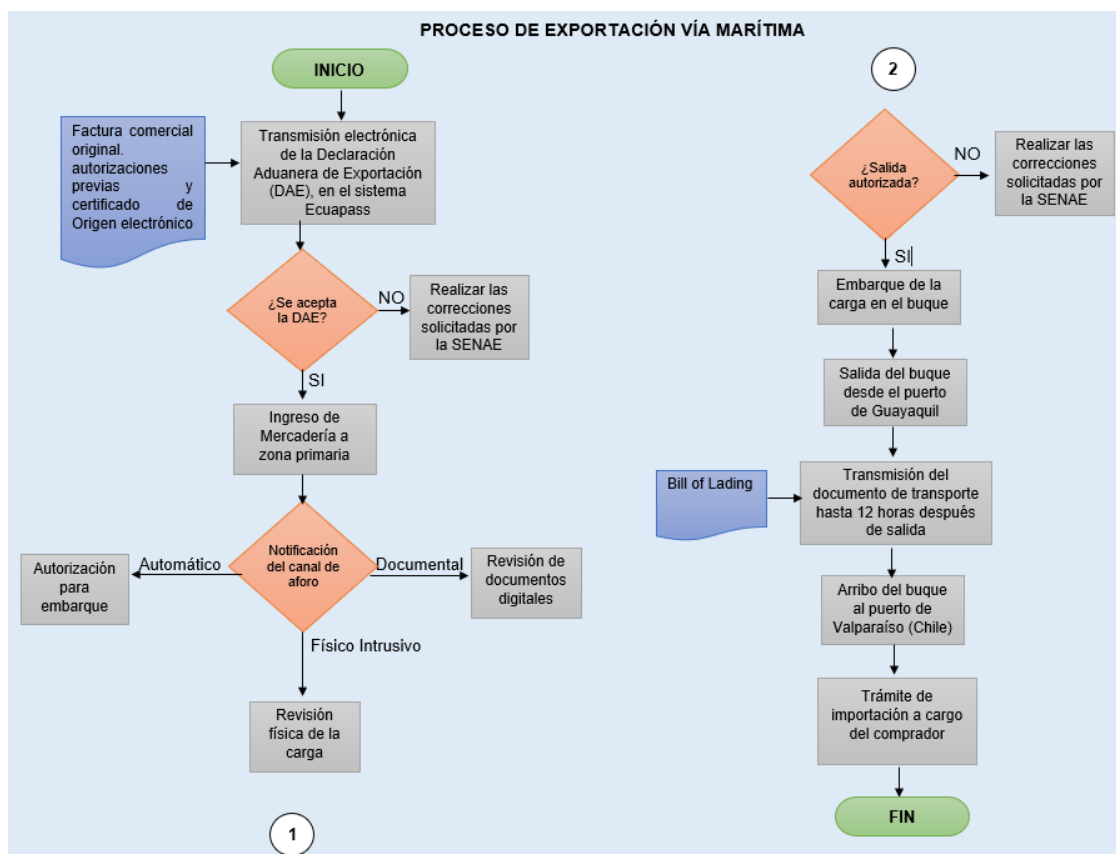 PROCESO DE EXPORTACIÓN VÍA MARÍTIMA
INICIO
Factura comercial
original.
autorizaciones
previas y
certificado de
Origen electrónico
Transmisión electrónica
de la Declaración
Aduanera de Exportación
(DAE), en el sistema
Ecuapass
¿Se acepta
la DAE?
NO
Realizar las
correcciones
solicitadas por
la SENAE
SI
Ingreso de
Mercadería a
zona primaria
Notificación
del canal de
aforo
Automático
Autorización
para
embarque
Documental
Revisión de
documentos
digitales
Físico Intrusivo
Revisión
física de la
carga
1
2
¿Salida
autorizada?
NO
Realizar las
correcciones
solicitadas por
la SENAE
SI
Embarque de la
carga en el buque
Salida del buque
desde el puerto
de Guayaquil
Bill of Lading
Transmisión del
documento de transporte
hasta 12 horas después
de salida
Arribo del buque
al puerto de
Valparaíso (Chile)
Trámite de
importación a cargo
del comprador
FIN